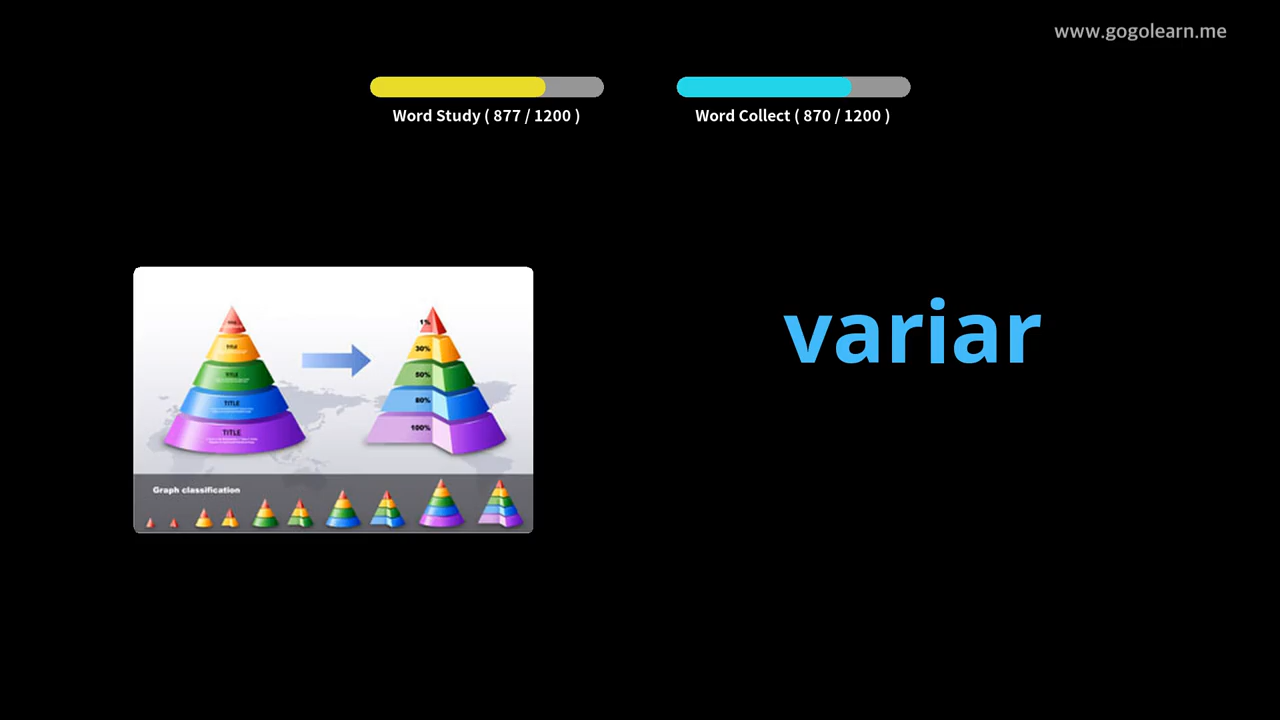 www.gogolearn.me
Word Study ( 877 / 1200 )
Word Collect ( 870 / 1200 )
variar
TITLE
TITLE
TITLE
TITLE
1%
30%
50%
80%
100%
Graph classification